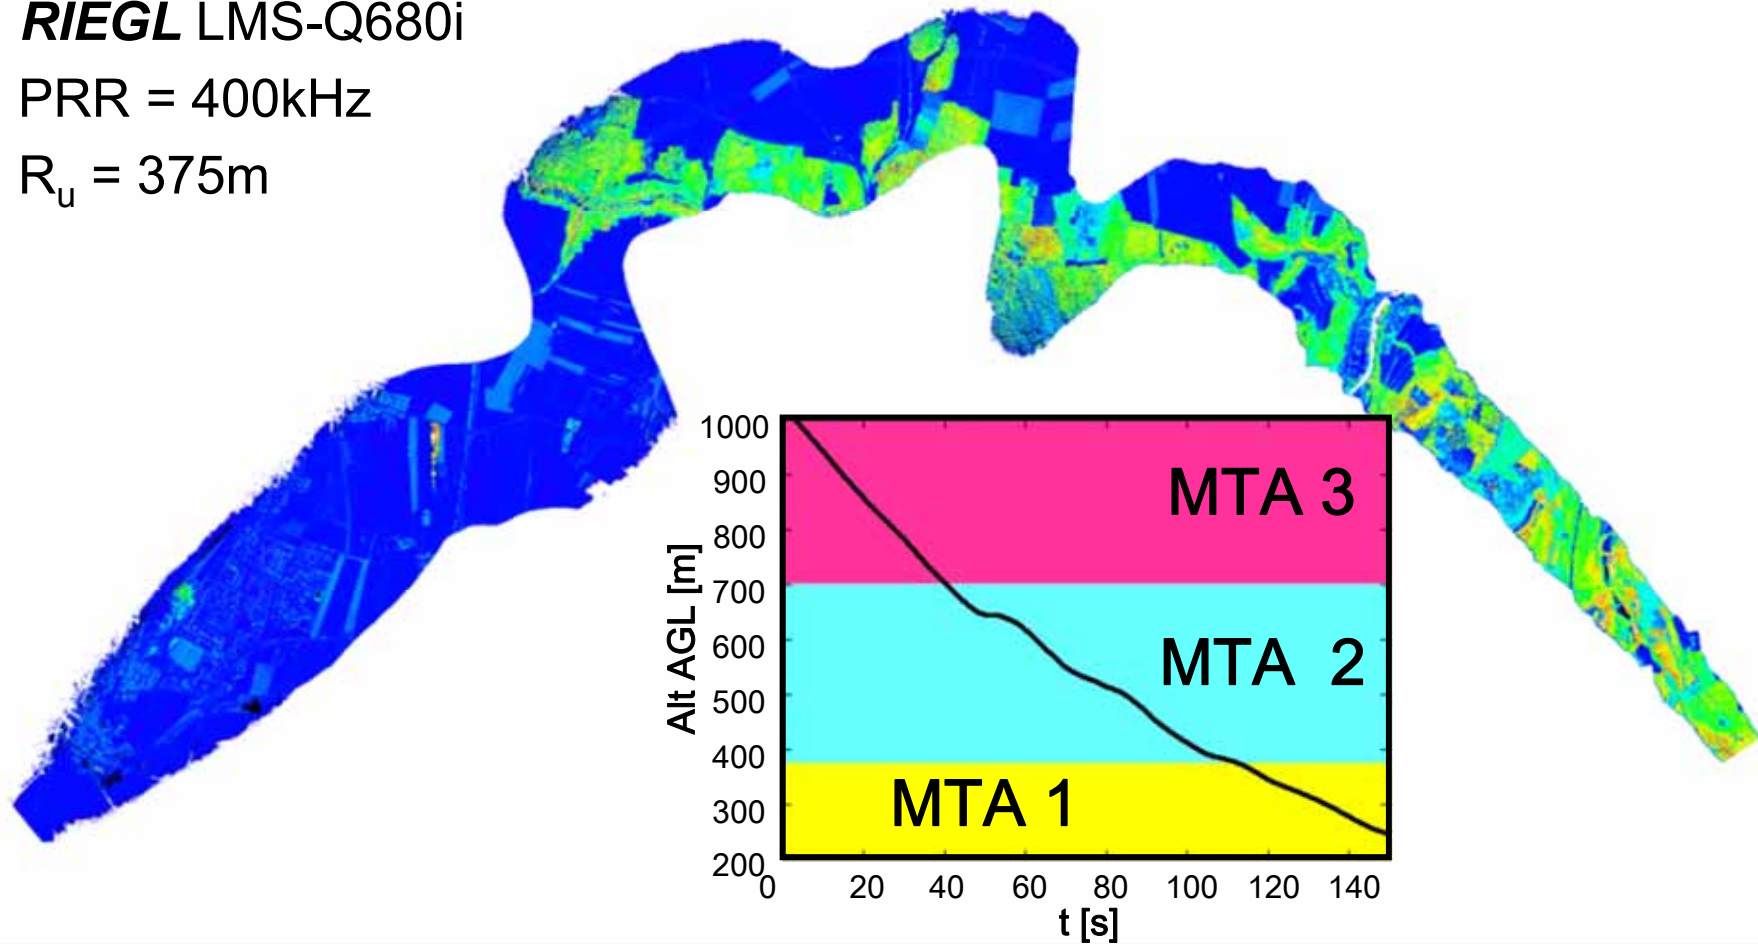 RIEGL LMS-Q680i
PRR = 400kHz
Ru = 375m
1000
900
800
700
600
500
400
300
200
Alt AGL [m]
MTA 3
MTA 2
MTA 1
0 20 40 60 80 100 120 140
t [s]